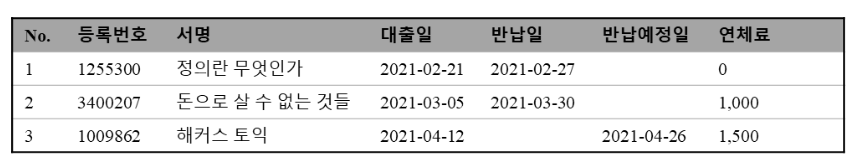 No. 등록번호 서명 대출일 반납일 반납예정일 연체료
1 1255300 정의란 무엇인가 2021-02-21 2021-02-27 0
2 3400207 돈으로 살 수 없는 것들 2021-03-05 2021-03-30 1,000
3 1009862 해커스 토익 2021-04-12 2021-04-26 1,500